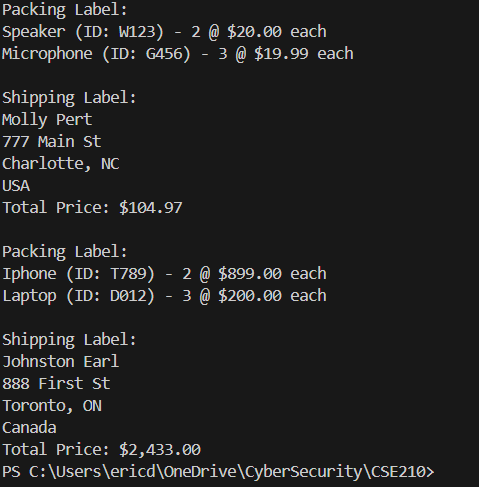 Packing Label:
Speaker (ID: W123) - 2 @ $20.00 each
Microphone (ID: G456) - 3 @ $19.99 each

Shipping Label:
Molly Pert
777 Main St
Charlotte, NC
USA
Total Price: $104.97

Packing Label:
Iphone (ID: T789) - 2 @ $899.00 each
Laptop (ID: D012) - 3 @ $200.00 each

Shipping Label:
Johnston Earl
888 First St
Toronto, ON
Canada
Total Price: $2,433.00
PS C:\Users\ericd\OneDrive\CyberSecurity\CSE210>